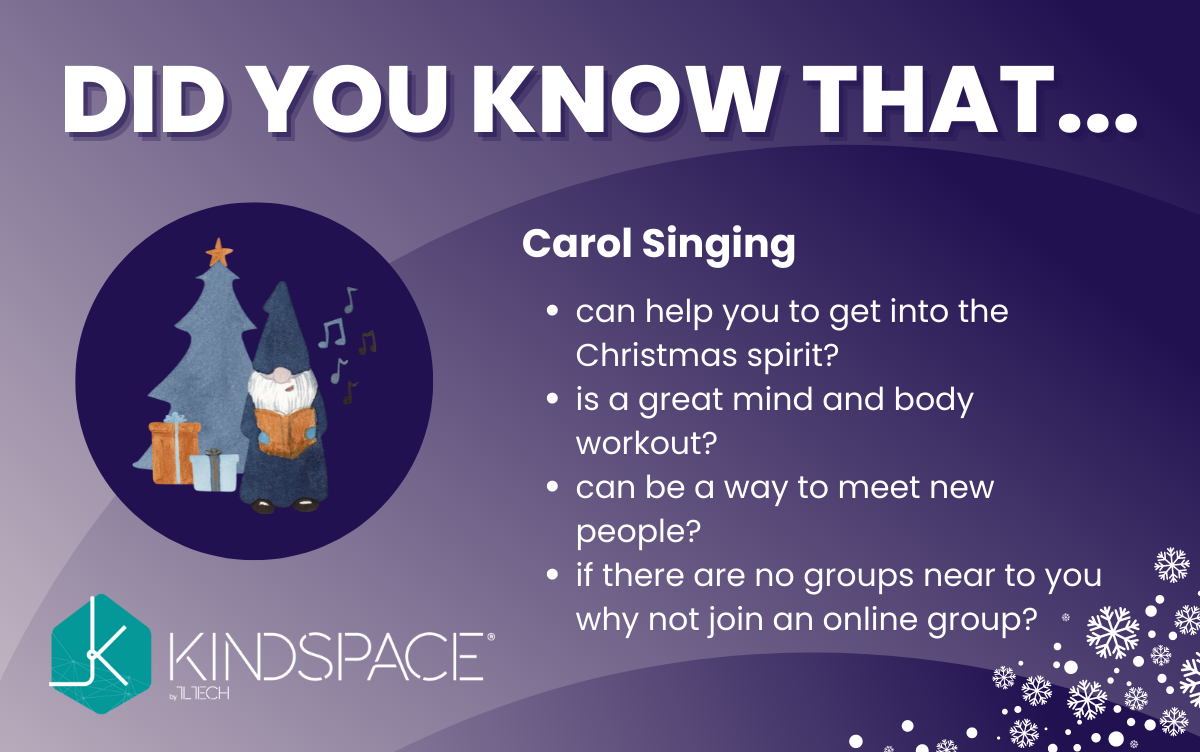 DID YOU KNOW THAT...
Carol Singing
• can help you to get into the
Christmas spirit?
• is a great mind and body
workout?
• can be a way to meet new
people?
• if there are no groups near to you
why not join an online group?
KINDSPACE®
by 1LTECH